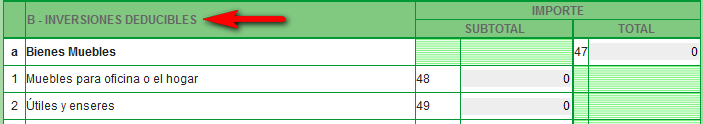 B - INVERSIONES DEDUCIBLES IMPORTE
SUBTOTAL TOTAL
a Bienes Muebles 47 0
1 Muebles para oficina o el hogar 48 0
2 Útiles y enseres 49 0